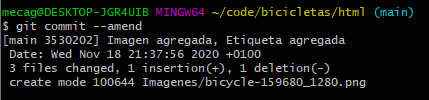 mecag@DESKTOP-JGR4UIB MINGW64 ~/code/bicicletas/html (main)
$ git commit --amend
[main 3530202] Imagen agregada, Etiqueta agregada
 Date: Wed Nov 18 21:37:56 2020 +0100
 3 files changed, 1 insertion(+), 1 deletion(-)
 create mode 100644 Imagenes/bicycle-159680_1280.png